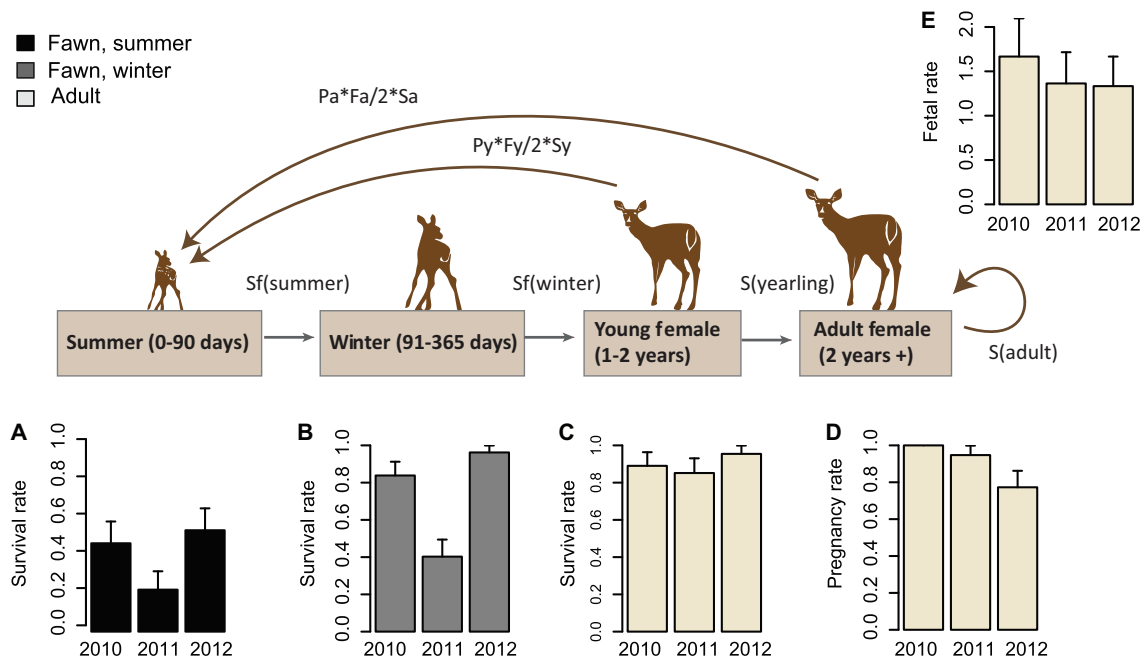 Fawn, summer
Fawn, winter
Adult
E
Fetal rate
0.0 0.5 1.0 1.5 2.0
2010 2011 2012
Pa*Fa/2*Sa
Py*Fy/2*Sy
Sf(summer)
Sf(winter)
S(yearling)
S(adult)
Summer (0-90 days)
Winter (91-365 days)
Young female
(1-2 years)
Adult female
(2 years +)
A
Survival rate
0.0 0.2 0.4 0.6 0.8 1.0
2010 2011 2012
B
Survival rate
0.0 0.2 0.4 0.6 0.8 1.0
2010 2011 2012
C
Survival rate
0.0 0.2 0.4 0.6 0.8 1.0
2010 2011 2012
D
Pregnancy rate
0.0 0.2 0.4 0.6 0.8 1.0
2010 2011 2012